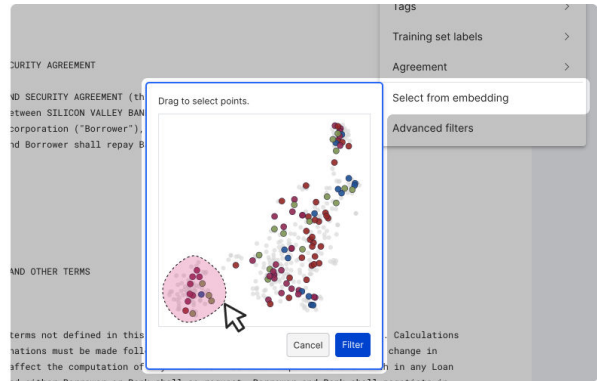 Tags
Training set labels
CURITY AGREEMENT
Agreement
ND SECURITY AGREEMENT (th
Drag to select points.
Select from embedding
etween SILICON VALLEY BAN
corporation ("Borrower"),
Advanced filters
nd Borrower shall repay B
AND OTHER TERMS
Cancel
Filter
terms not defined in this
. Calculations
nations must be made foll
change in
affect the computation of
h in any Loan